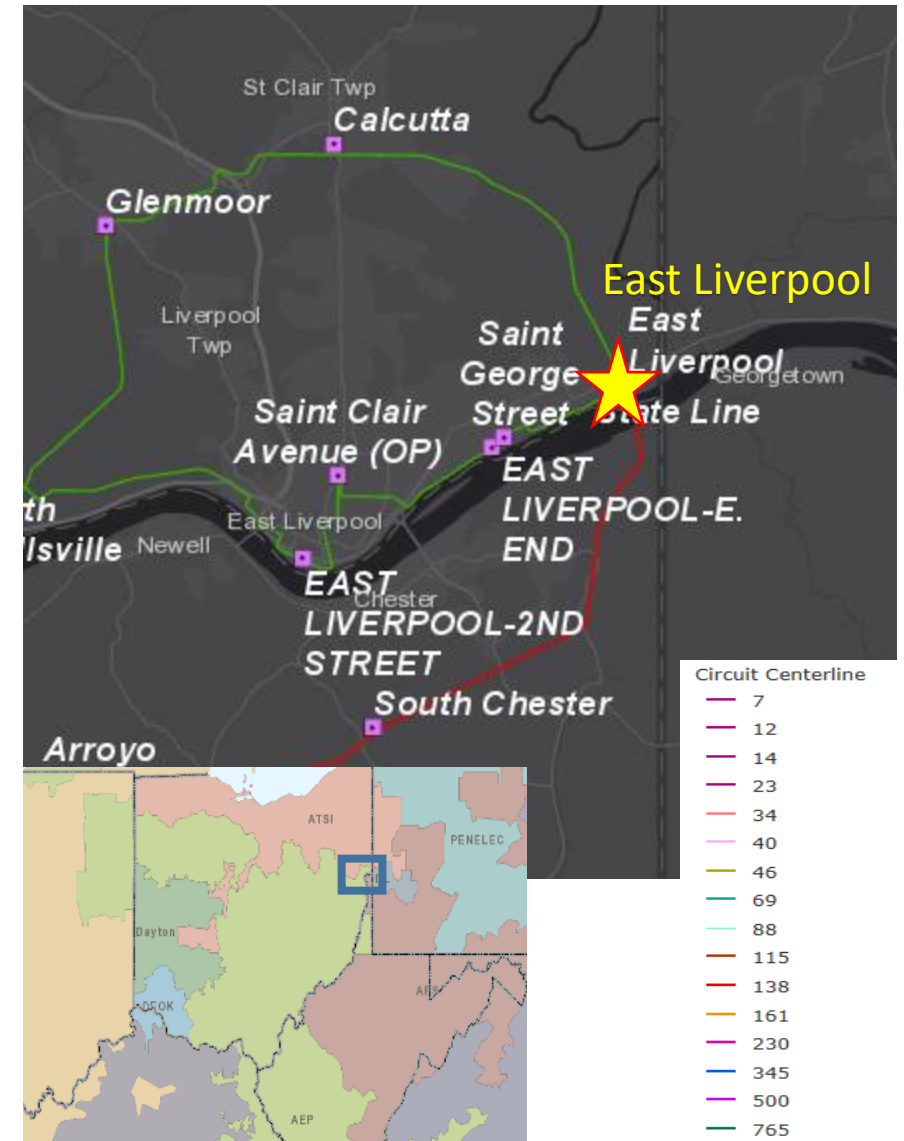 St Clair Twp
Calcutta
Glenmoor
East Liverpool
Liverpool
Twp
East
Liverpool
State Line
Georgetown
Saint
George
Street
Saint Clair
Avenue (OP)
EAST
LIVERPOOL-E.
END
th
llsville
Newell
East Liverpool
EAST
LIVERPOOL-2ND
STREET
Chester
South Chester
Arroyo
Circuit Centerline
7
12
14
23
34
40
46
69
88
115
138
161
230
345
500
765
ATSI
PENELEC
Dayton
DEOK
APS
AEP